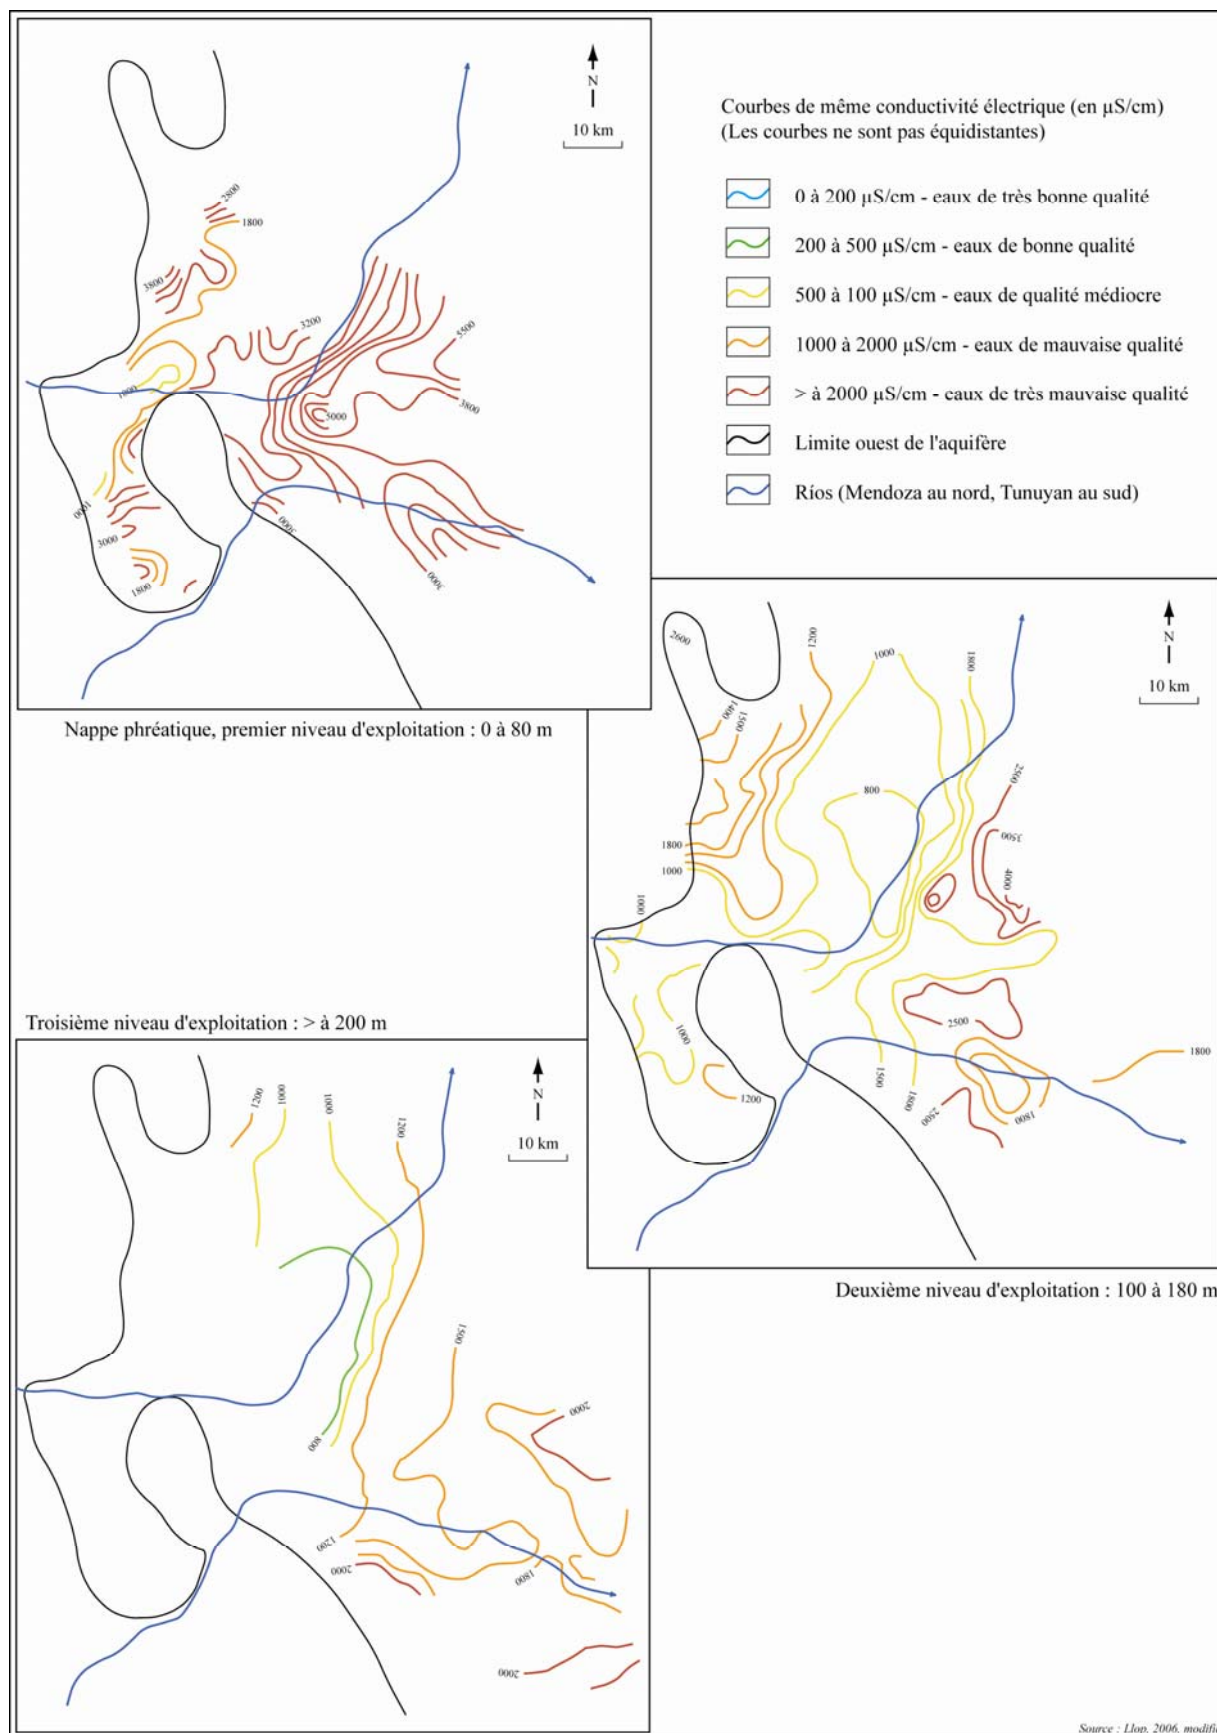 N
10 km
2800
1800
3800
3200
5500
1000
5000
3800
1000
3000
3000
3000
1800
Nappe phréatique, premier niveau d'exploitation : 0 à 80 m
Courbes de même conductivité électrique (en µS/cm)
(Les courbes ne sont pas équidistantes)
0 à 200 µS/cm - eaux de très bonne qualité
200 à 500 µS/cm - eaux de bonne qualité
500 à 100 µS/cm - eaux de qualité médiocre
1000 à 2000 µS/cm - eaux de mauvaise qualité
> à 2000 µS/cm - eaux de très mauvaise qualité
Limite ouest de l'aquifère
Ríos (Mendoza au nord, Tunuyan au sud)
N
10 km
2600
1200
1000
1800
1400
1500
2500
800
3500
1800
1000
4000
1000
2500
1000
1800
1500
1200
1800
2500
1800
Deuxième niveau d'exploitation : 100 à 180 m
Troisième niveau d'exploitation : > à 200 m
N
10 km
1200
1000
1000
1200
1500
2000
800
1200
2000
1800
2000
Source : Llop, 2006, modifié